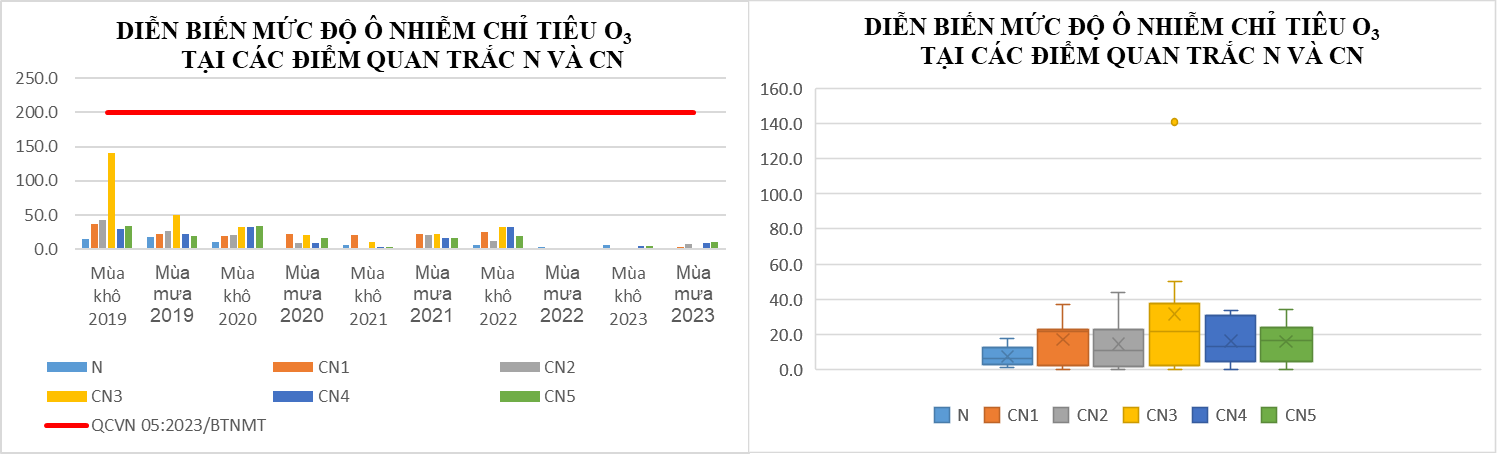 DIỄN BIẾN MỨC ĐỘ Ô NHIỄM CHỈ TIÊU O₃
TẠI CÁC ĐIỂM QUAN TRẮC N VÀ CN
250.0
200.0
150.0
100.0
50.0
0.0
Mùa khô 2019
Mùa mưa 2019
Mùa khô 2020
Mùa mưa 2020
Mùa khô 2021
Mùa mưa 2021
Mùa khô 2022
Mùa mưa 2022
Mùa khô 2023
Mùa mưa 2023
N CN1 CN2
CN3 CN4 CN5
QCVN 05:2023/BTNMT
DIỄN BIẾN MỨC ĐỘ Ô NHIỄM CHỈ TIÊU O₃
TẠI CÁC ĐIỂM QUAN TRẮC N VÀ CN
160.0
140.0
120.0
100.0
80.0
60.0
40.0
20.0
0.0
N CN1 CN2 CN3 CN4 CN5